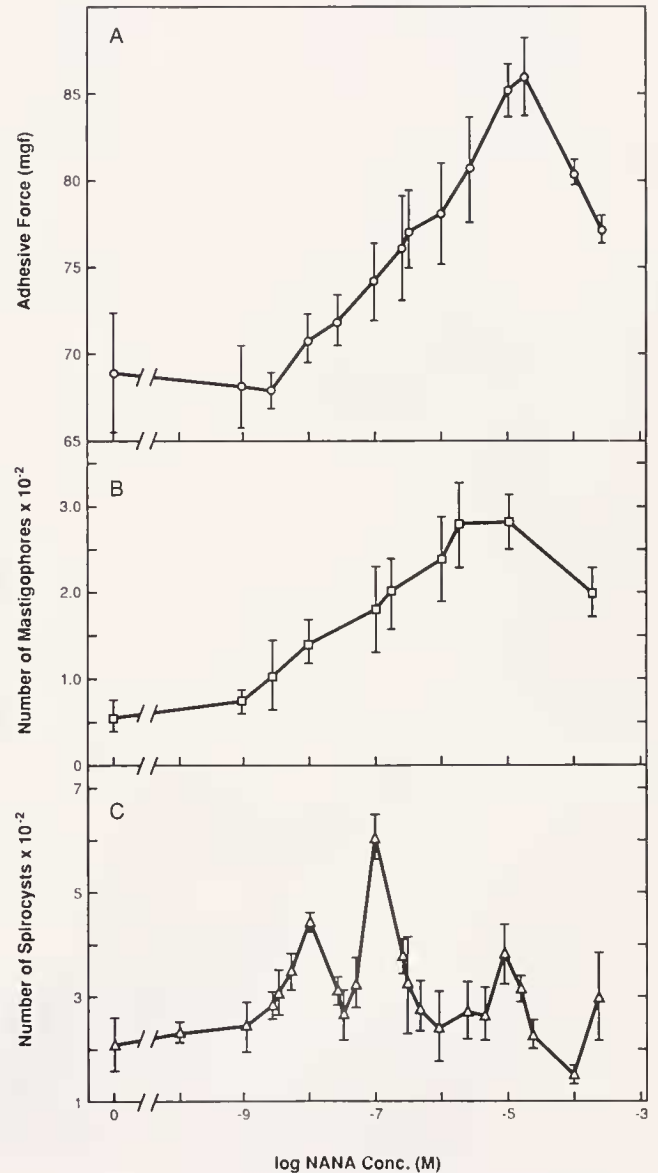 A
85
80
75
70
65
Adhesive Force (mgf)
B
3.0
2.0
1.0
0
Number of Mastigophores x 10-2
C
7
5
3
1
Number of Spirocysts x 10-2
0 -9 -7 -5 -3
log NANA Conc. (M)